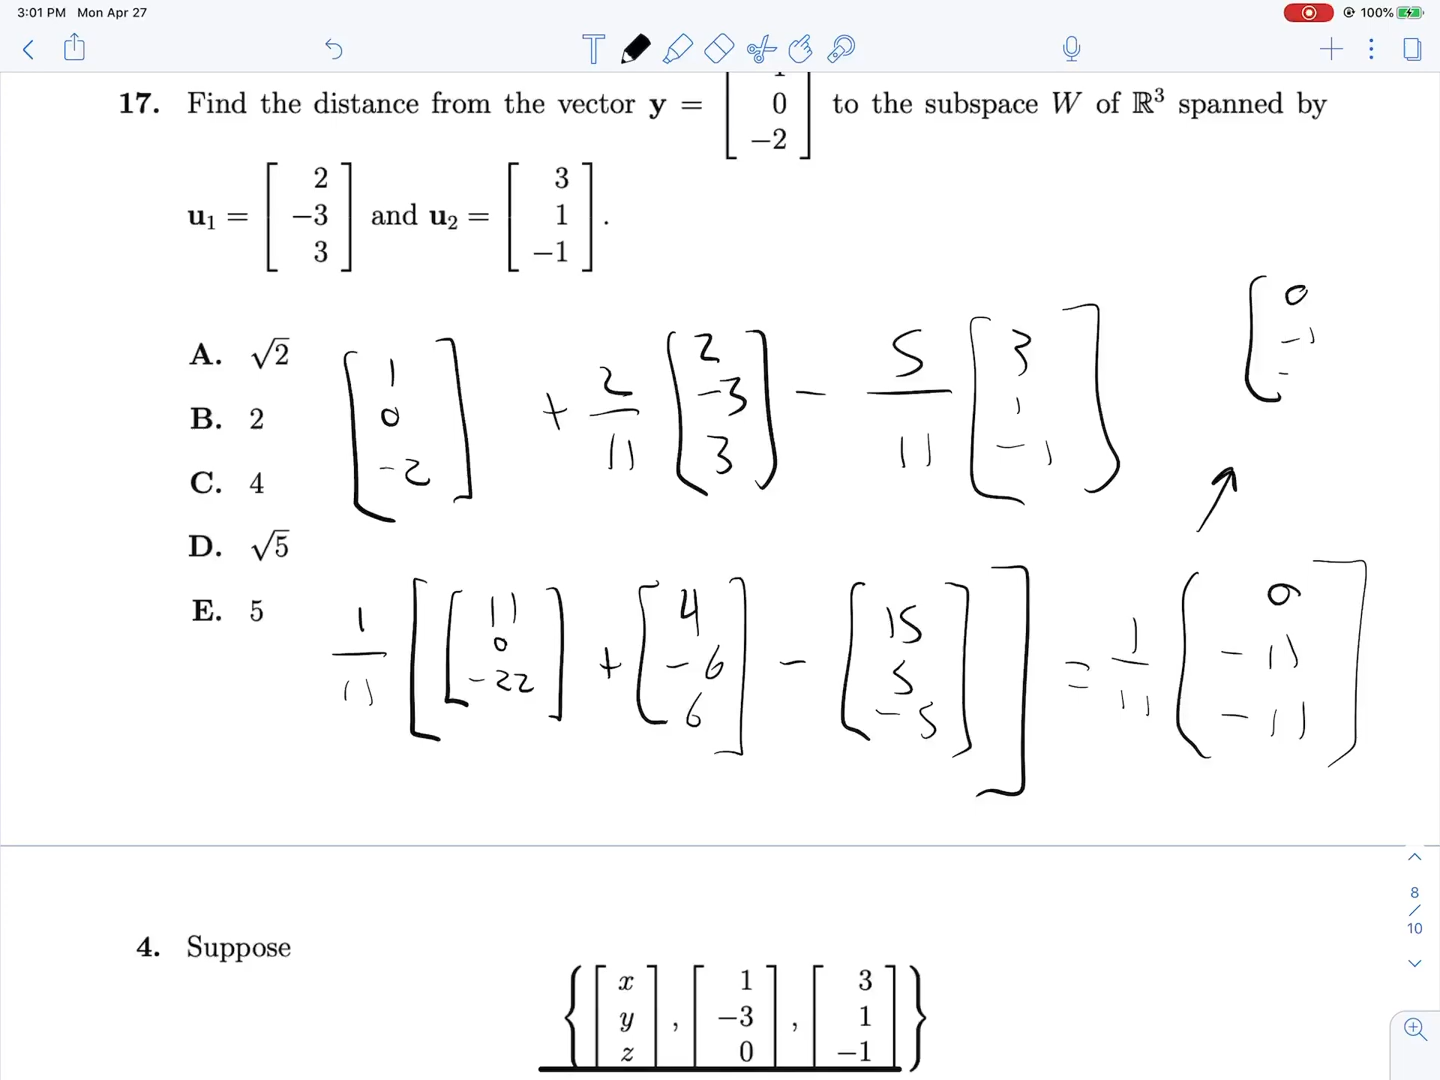 3:01 PM Mon Apr 27
100%
T
17. Find the distance from the vector y = [ 0 −2 ] to the subspace W of ℝ³ spanned by
u₁ = [ 2 −3 3 ] and u₂ = [ 3 1 −1 ].
A. √2
B. 2
C. 4
D. √5
E. 5
[ 1 0 -2 ] + 2/11 [ 2 -3 3 ] - 5/11 [ 3 1 -1 ]
[ 0 -1 -
1/11 [ [ 11 0 -22 ] + [ 4 -6 6 ] - [ 15 5 -5 ] ] = 1/11 [ 0 -11 -11 ]
8
/
10
4. Suppose
{ [ x y z ], [ 1 −3 0 ], [ 3 1 −1 ] }